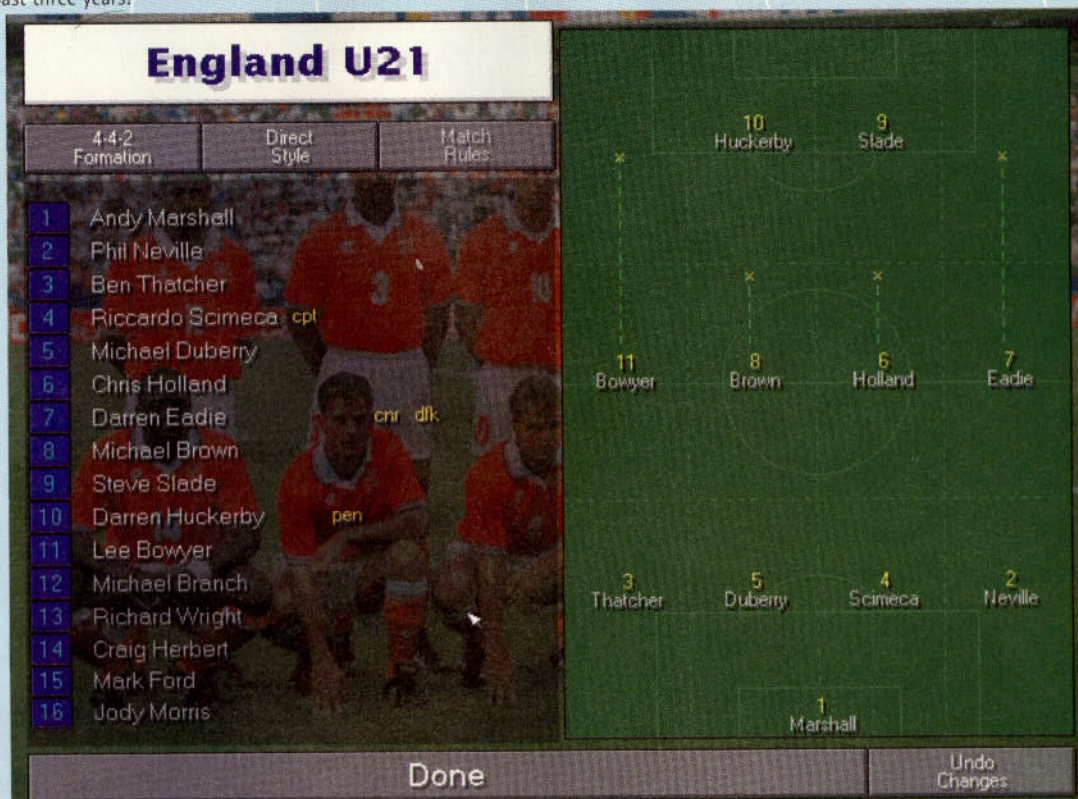 past three years.
England U21
4-4-2
Formation
Direct
Style
Match
Rules
1 Andy Marshall
2 Phil Neville
3 Ben Thatcher
4 Riccardo Scimeca cpt
5 Michael Duberry
6 Chris Holland
7 Darren Eadie cnr dfk
8 Michael Brown
9 Steve Slade
10 Darren Huckerby pen
11 Lee Bowyer
12 Michael Branch
13 Richard Wright
14 Craig Herbert
15 Mark Ford
16 Jody Morris
10 9
Huckerby Slade
11 8 6 7
Bowyer Brown Holland Eadie
3 5 4 2
Thatcher Duberry Scimeca Neville
1
Marshall
Done
Undo
Changes